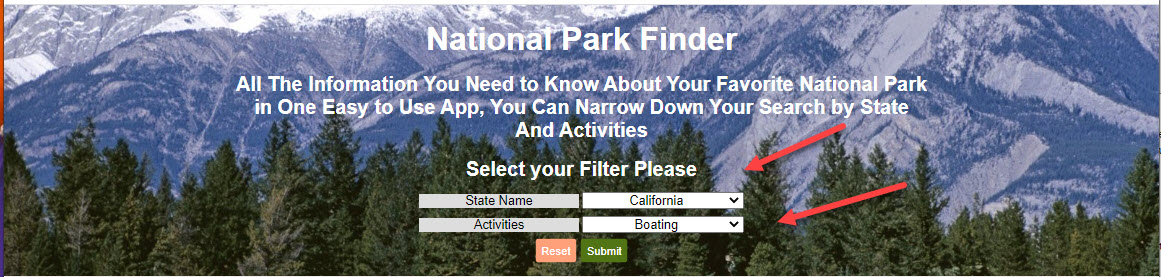 National Park Finder
All The Information You Need to Know About Your Favorite National Park
in One Easy to Use App, You Can Narrow Down Your Search by State
And Activities
Select your Filter Please
State Name California
Activities Boating
Reset Submit